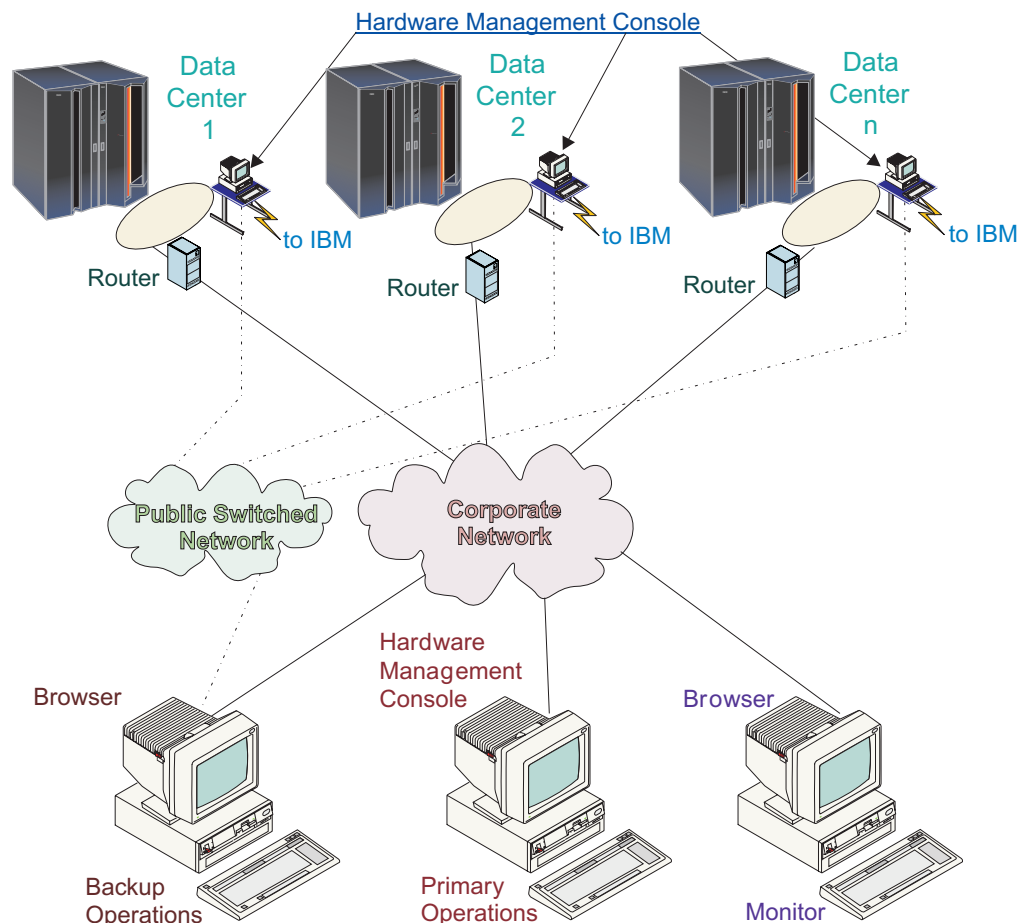 Hardware Management Console
Data
Center
1
Data
Center
2
Data
Center
n
to IBM
to IBM
to IBM
Router
Router
Router
Public Switched
Network
Corporate
Network
Hardware
Management
Console
Browser
Browser
Backup
Operations
Primary
Operations
Monitor